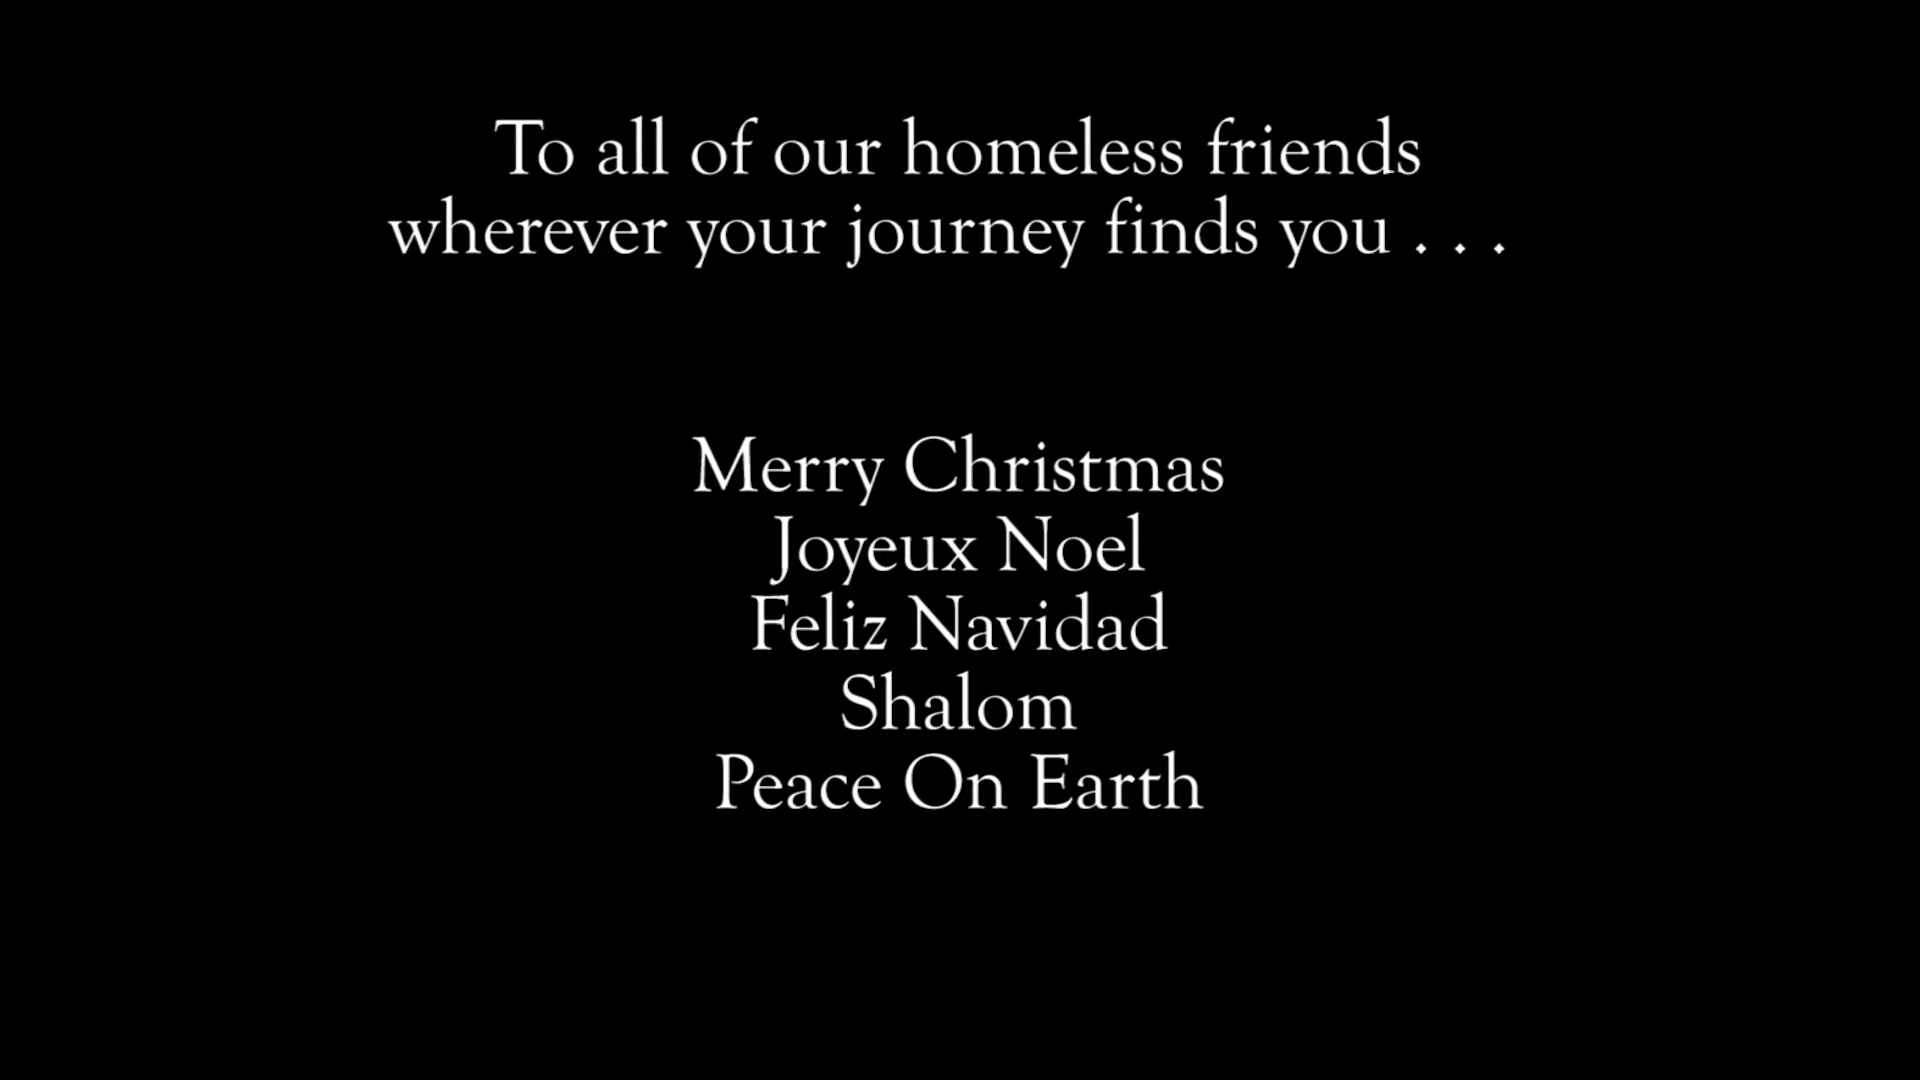 To all of our homeless friends
wherever your journey finds you . . .
Merry Christmas
Joyeux Noel
Feliz Navidad
Shalom
Peace On Earth